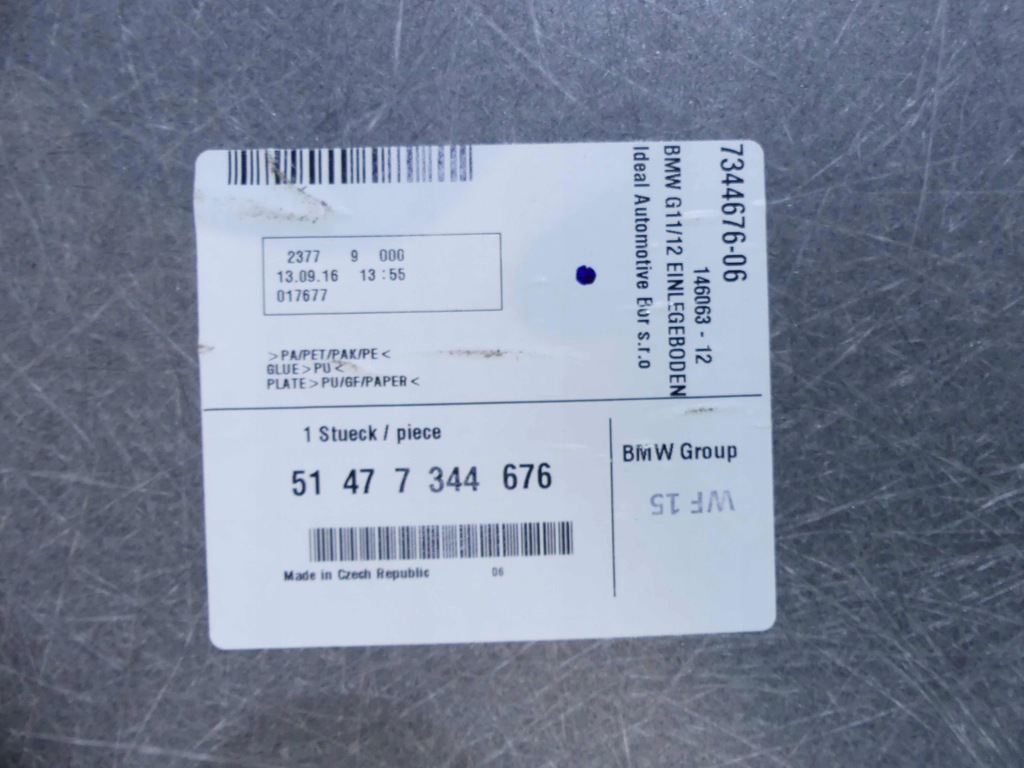 2377 9 000
13.09.16 13:55
017677
>PA/PET/PAK/PE<
GLUE>PU<
PLATE>PU/GF/PAPER<
7344676-06
146063 - 12
BMW G11/12 EINLEGEBODEN
Ideal Automotive Bor s.r.o
1 Stueck / piece
51 47 7 344 676
Made in Czech Republic 06
BMW Group
WF 15